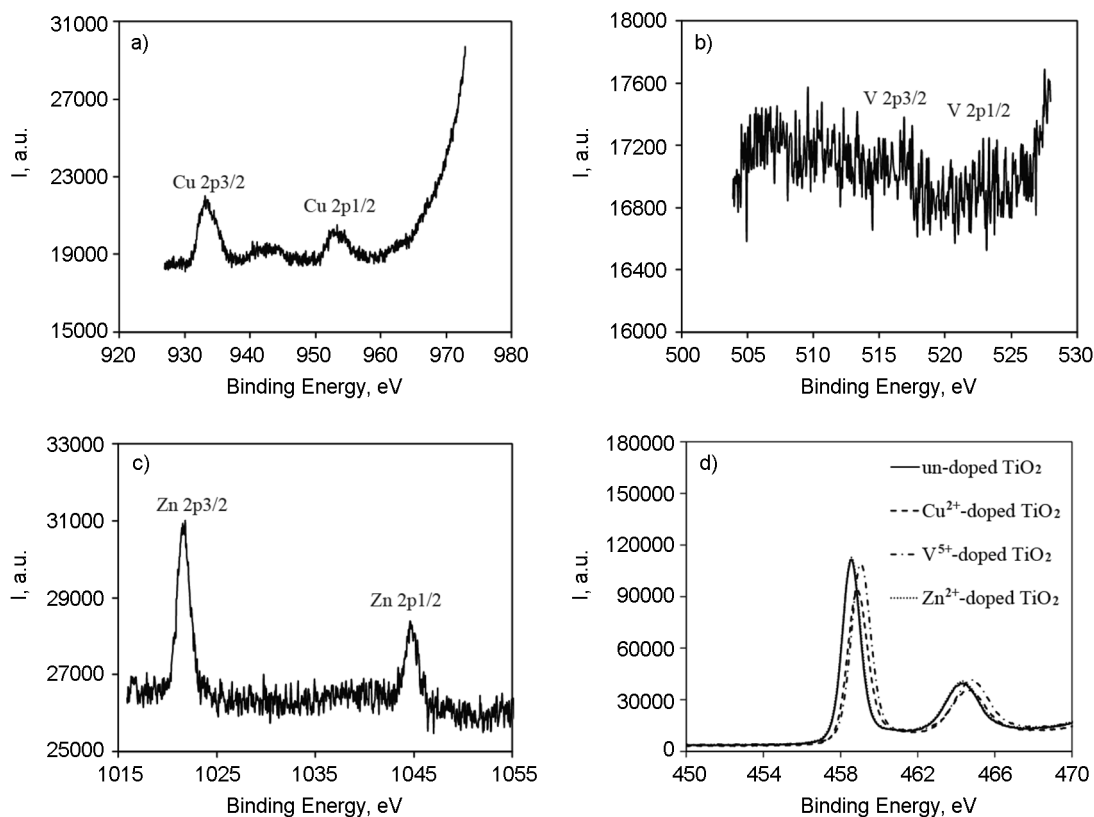 a)
I, a.u.
31000
27000
23000
19000
15000
Cu 2p3/2
Cu 2p1/2
920 930 940 950 960 970 980
Binding Energy, eV
b)
I, a.u.
18000
17600
17200
16800
16400
16000
V 2p3/2
V 2p1/2
500 505 510 515 520 525 530
Binding Energy, eV
c)
I, a.u.
33000
31000
29000
27000
25000
Zn 2p3/2
Zn 2p1/2
1015 1025 1035 1045 1055
Binding Energy, eV
d)
I, a.u.
180000
150000
120000
90000
60000
30000
0
un-doped TiO₂
Cu²⁺-doped TiO₂
V⁵⁺-doped TiO₂
Zn²⁺-doped TiO₂
450 454 458 462 466 470
Binding Energy, eV